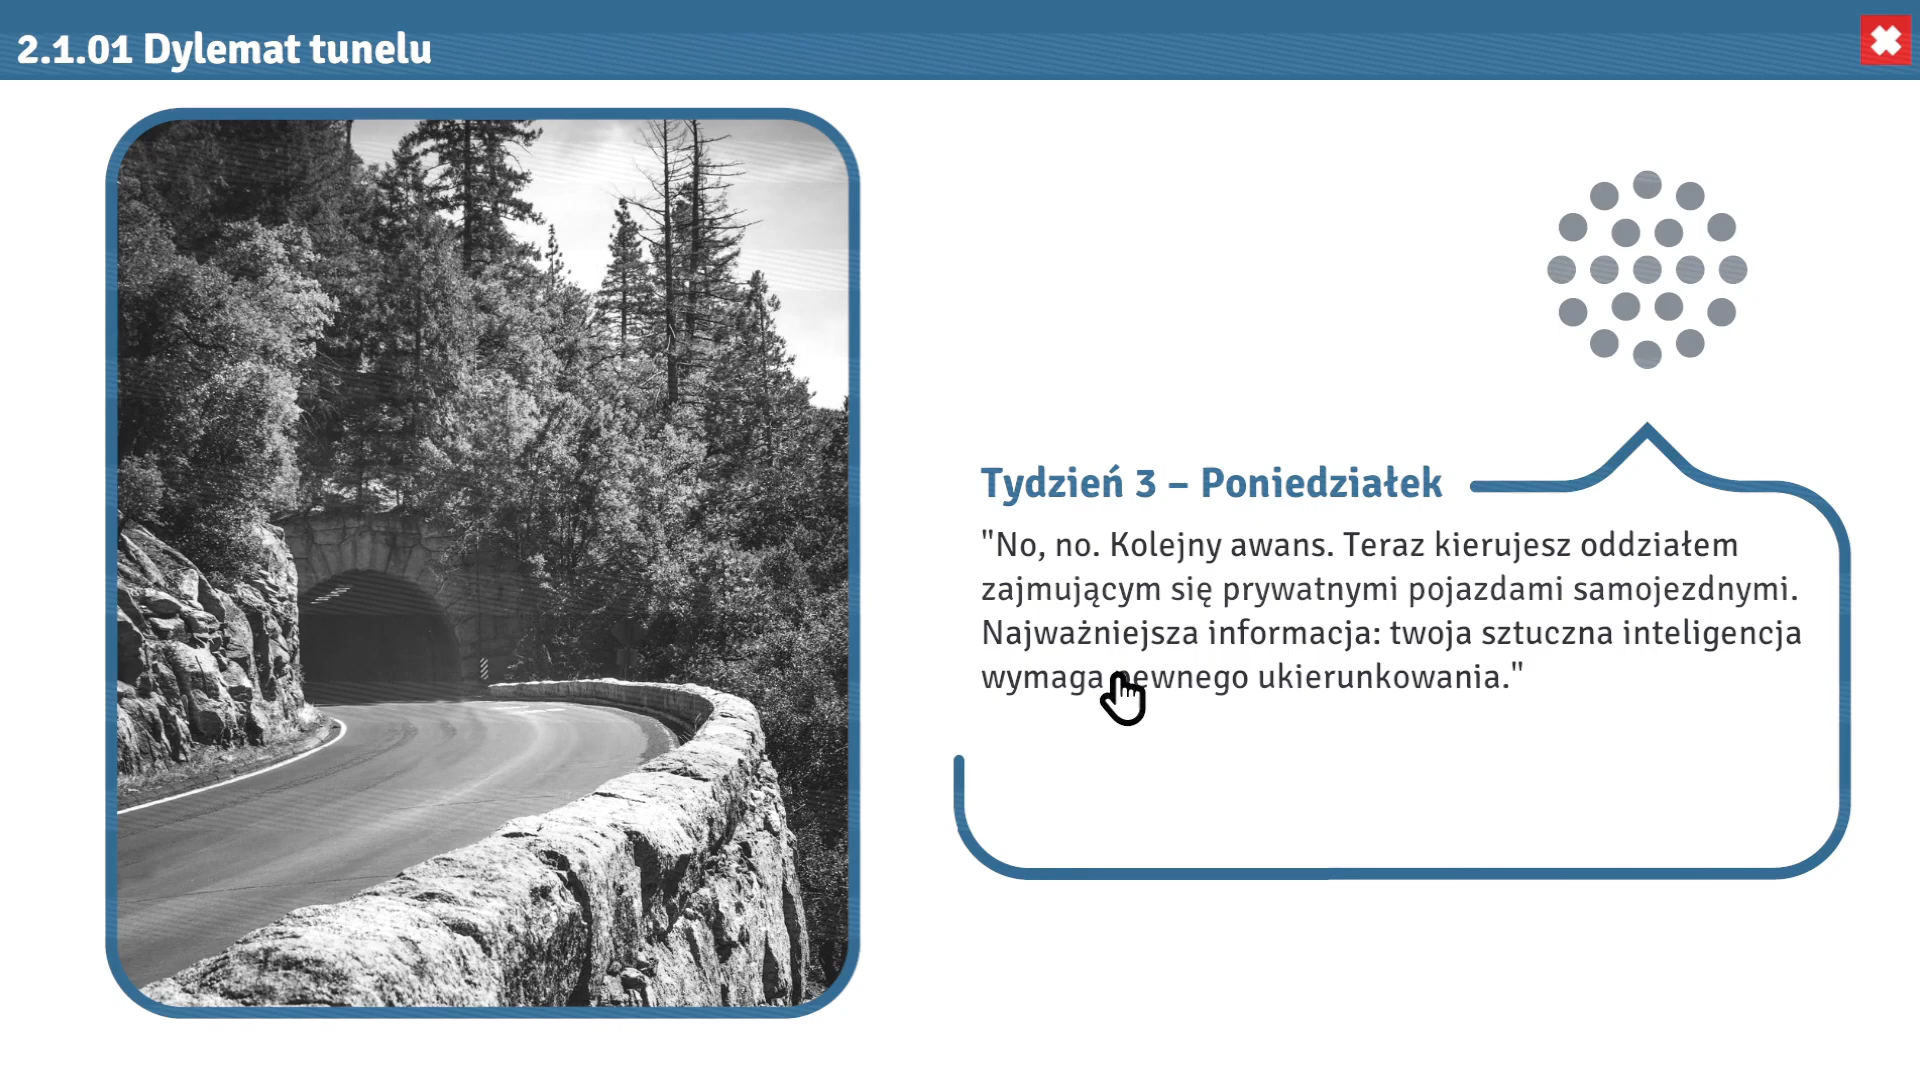 2.1.01 Dylemat tunelu
Tydzień 3 – Poniedziałek
"No, no. Kolejny awans. Teraz kierujesz oddziałem
zajmującym się prywatnymi pojazdami samojezdnymi.
Najważniejsza informacja: twoja sztuczna inteligencja
wymaga pewnego ukierunkowania."